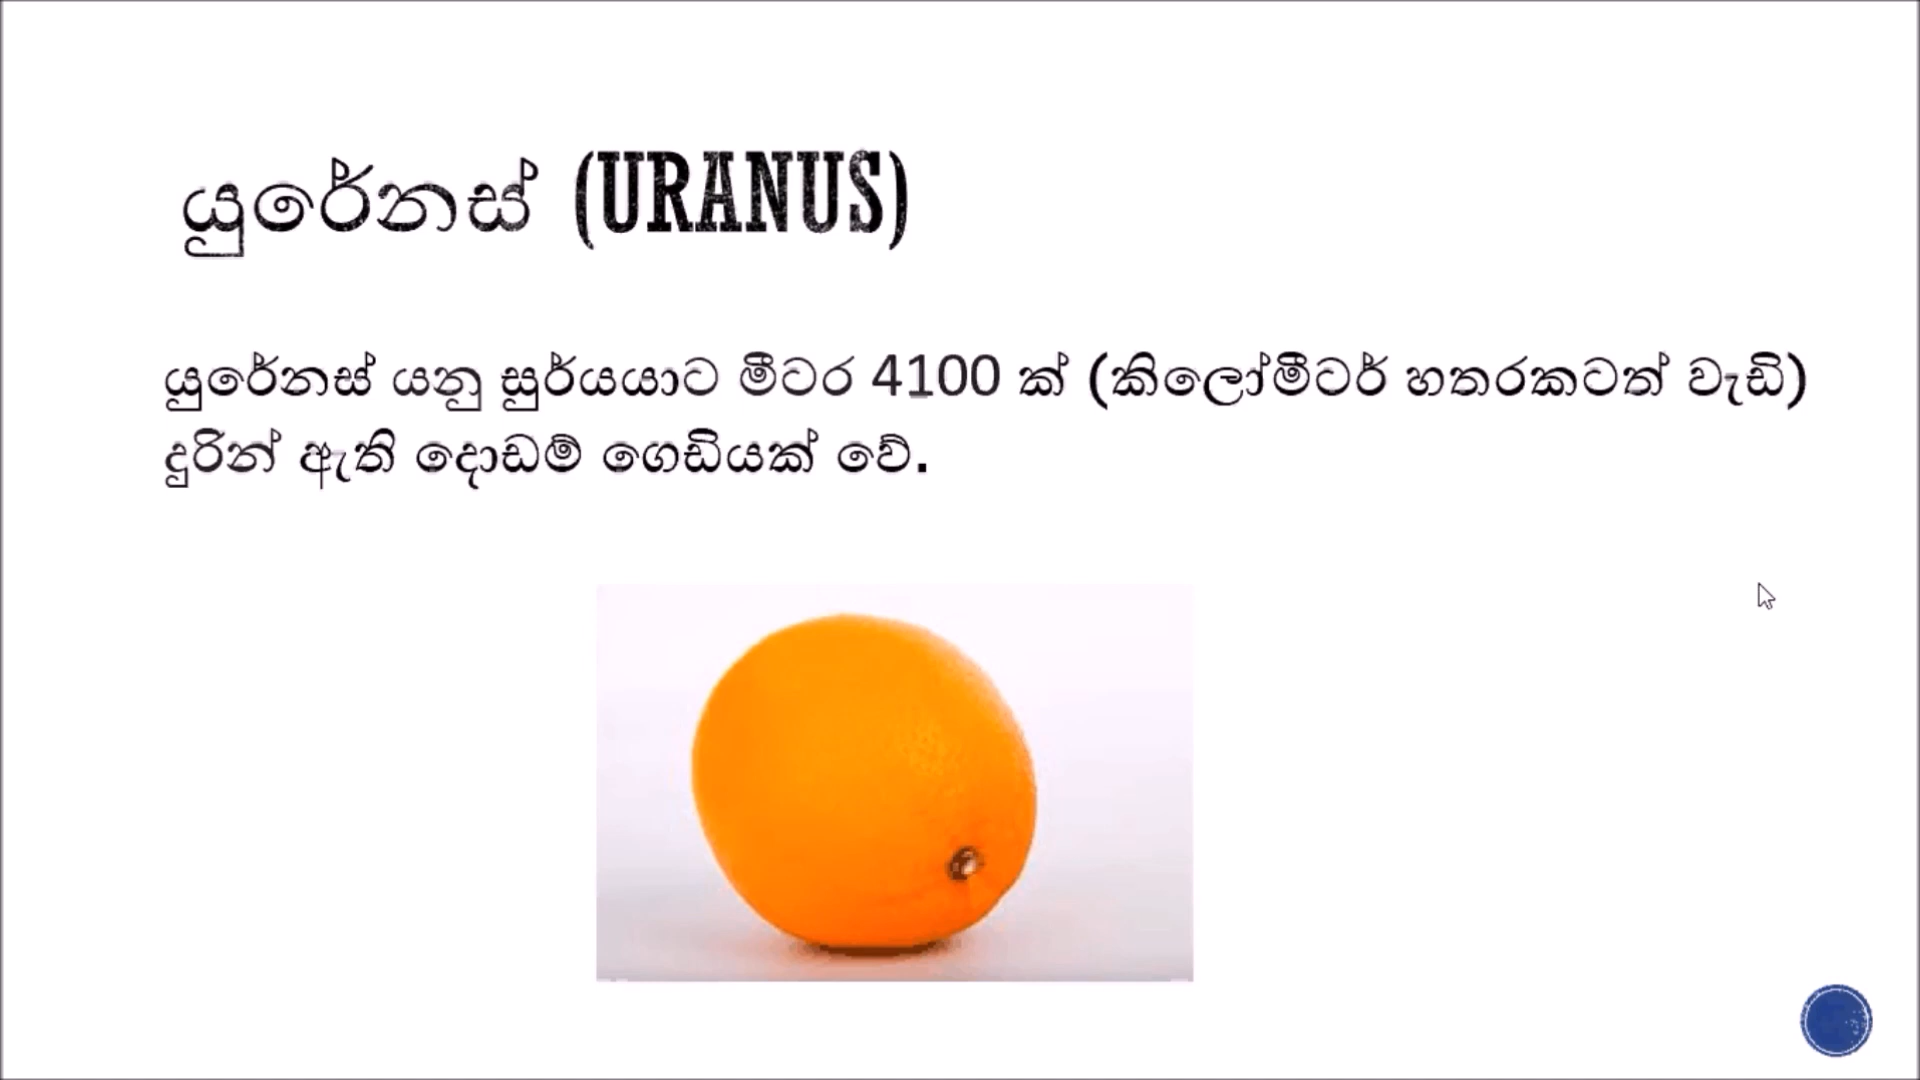 යුරේනස් (URANUS)
යුරේනස් යනු සුර්යයාට මීටර 4100 ක් (කිලෝමීටර් හතරකටත් වැඩි)
දුරින් ඇති දොඩම් ගෙඩියක් වේ.